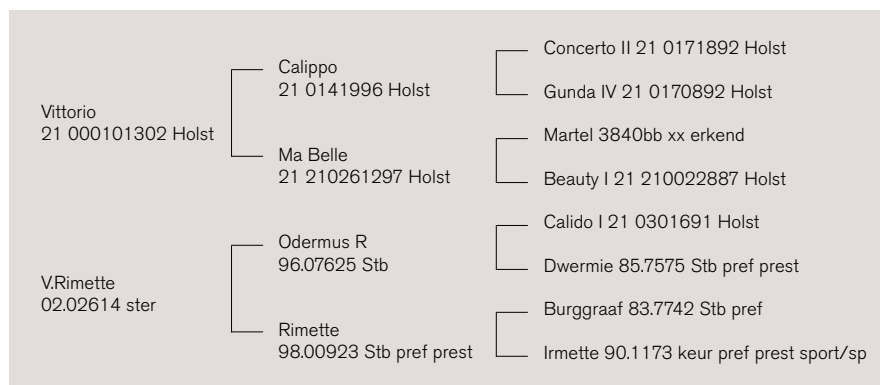 Vittorio
21 000101302 Holst
Calippo
21 0141996 Holst
Concerto II 21 0171892 Holst
Gunda IV 21 0170892 Holst
Ma Belle
21 210261297 Holst
Martel 3840bb xx erkend
Beauty I 21 210022887 Holst
V.Rimette
02.02614 ster
Odermus R
96.07625 Stb
Calido I 21 0301691 Holst
Dwermie 85.7575 Stb pref prest
Rimette
98.00923 Stb pref prest
Burggraaf 83.7742 Stb pref
Irmette 90.1173 keur pref prest sport/sp